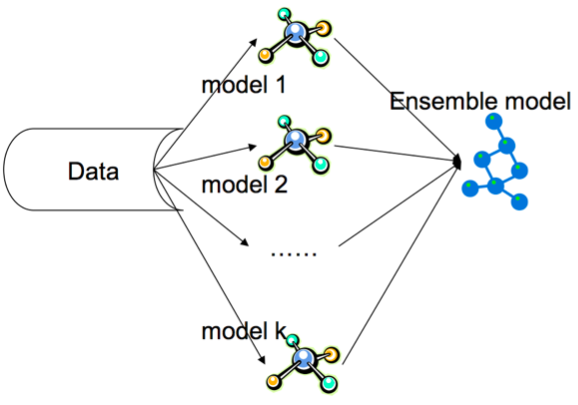 model 1
Ensemble model
Data
model 2
......
model k